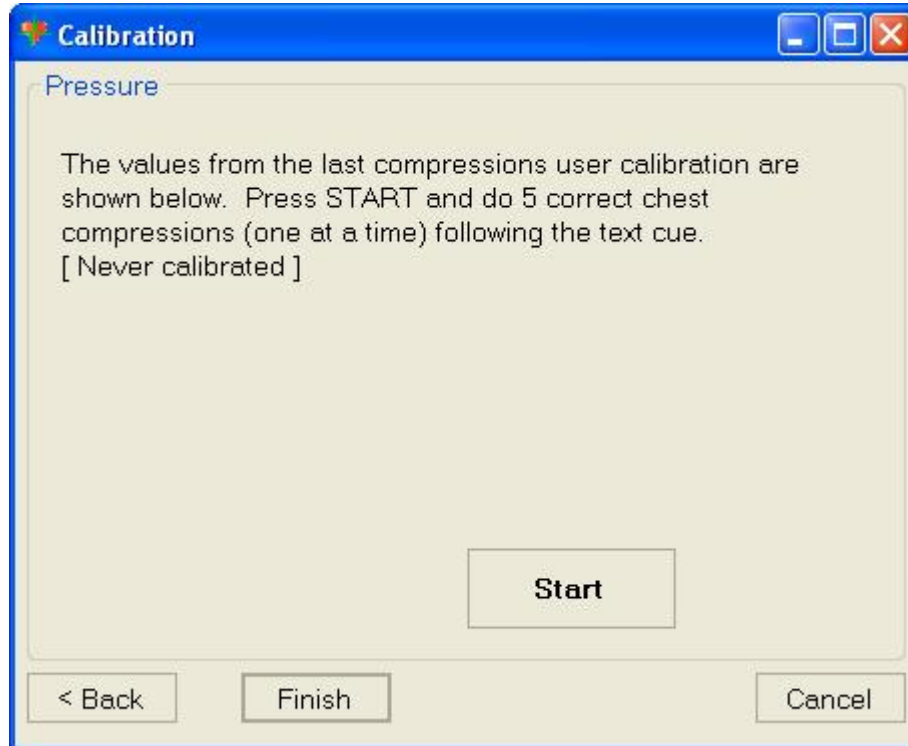 Calibration
Pressure
The values from the last compressions user calibration are
shown below.  Press START and do 5 correct chest
compressions (one at a time) following the text cue.
[ Never calibrated ]
Start
< Back
Finish
Cancel